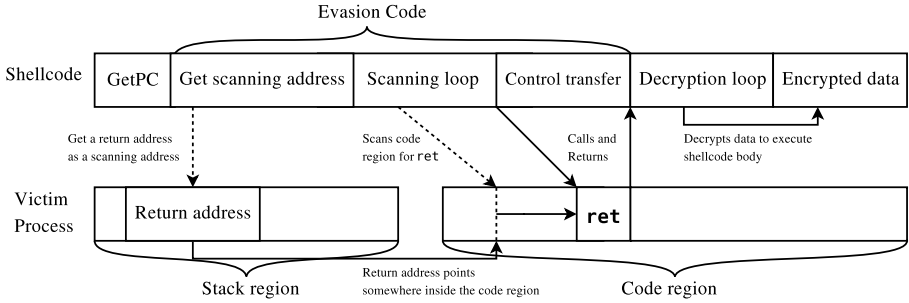 Evasion Code
Shellcode
GetPC
Get scanning address
Scanning loop
Control transfer
Decryption loop
Encrypted data
Get a return address
as a scanning address
Scans code
region for ret
Calls and
Returns
Decrypts data to execute
shellcode body
Victim
Process
Return address
ret
Return address points
somewhere inside the code region
Stack region
Code region